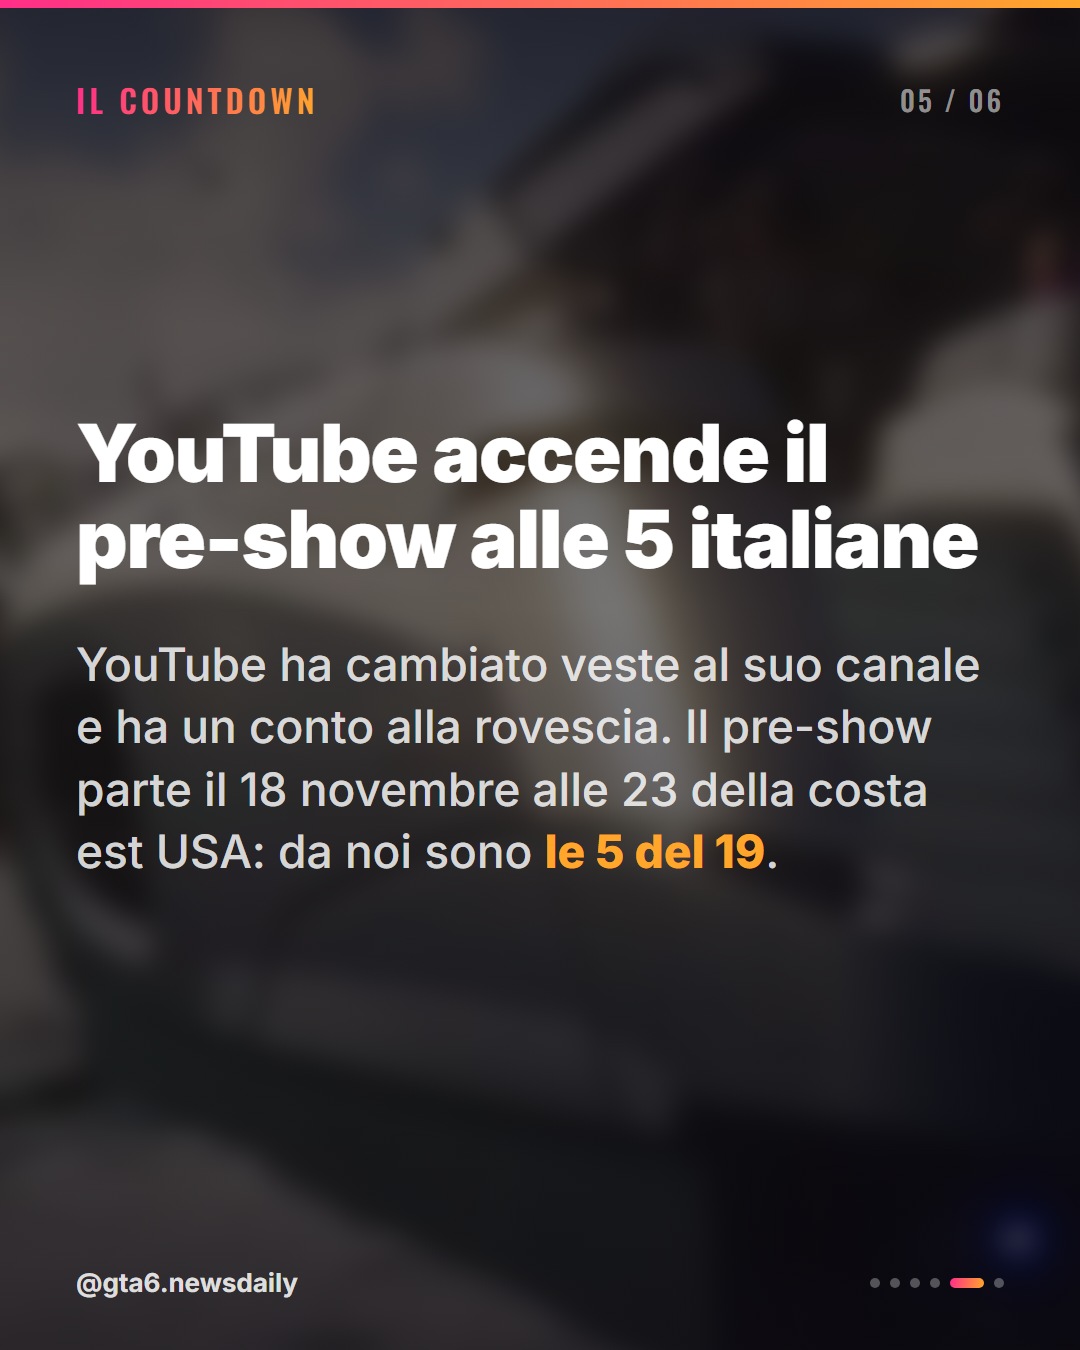 IL COUNTDOWN
05 / 06
YouTube accende il
pre-show alle 5 italiane
YouTube ha cambiato veste al suo canale
e ha un conto alla rovescia. Il pre-show
parte il 18 novembre alle 23 della costa
est USA: da noi sono le 5 del 19.
@gta6.newsdaily